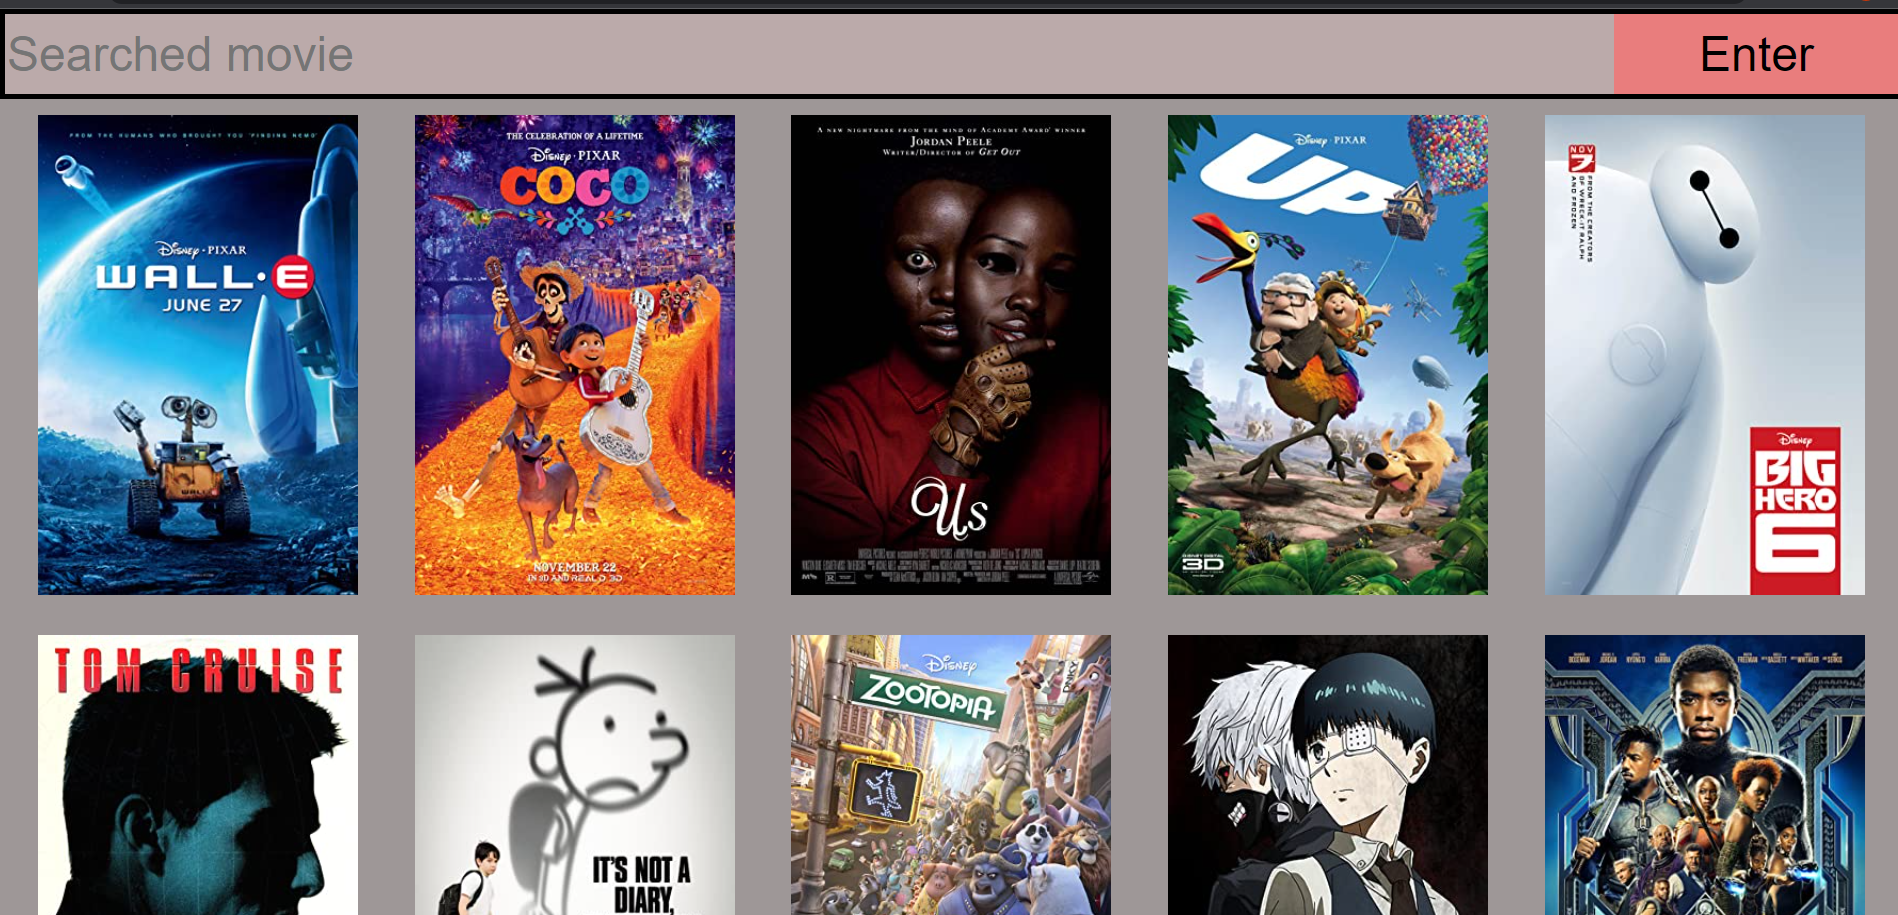 Searched movie
Enter
FROM THE HUMANS WHO BROUGHT YOU "FINDING NEMO"
DISNEY · PIXAR
WALL·E
JUNE 27
THE CELEBRATION OF A LIFETIME
DISNEY · PIXAR
COCO
NOVEMBER 22
IN 3D AND REAL D 3D
A NEW NIGHTMARE FROM THE MIND OF ACADEMY AWARD® WINNER
JORDAN PEELE
WRITER/DIRECTOR OF GET OUT
Us
DISNEY · PIXAR
UP
DISNEY DIGITAL
3D
NOV
7
FROM THE CREATORS
OF WRECK-IT RALPH
AND FROZEN
DISNEY
BIG
HERO
6
TOM CRUISE
IT'S NOT A
DIARY,
DISNEY
ZOOTOPIA